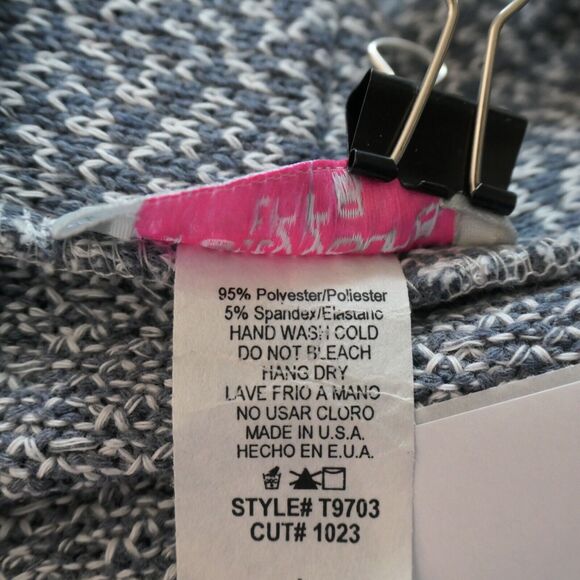 95% Polyester/Poliester
5% Spandex/Elastano
HAND WASH COLD
DO NOT BLEACH
HANG DRY
LAVE FRIO A MANO
NO USAR CLORO
MADE IN U.S.A.
HECHO EN E.U.A.
STYLE# T9703
CUT# 1023